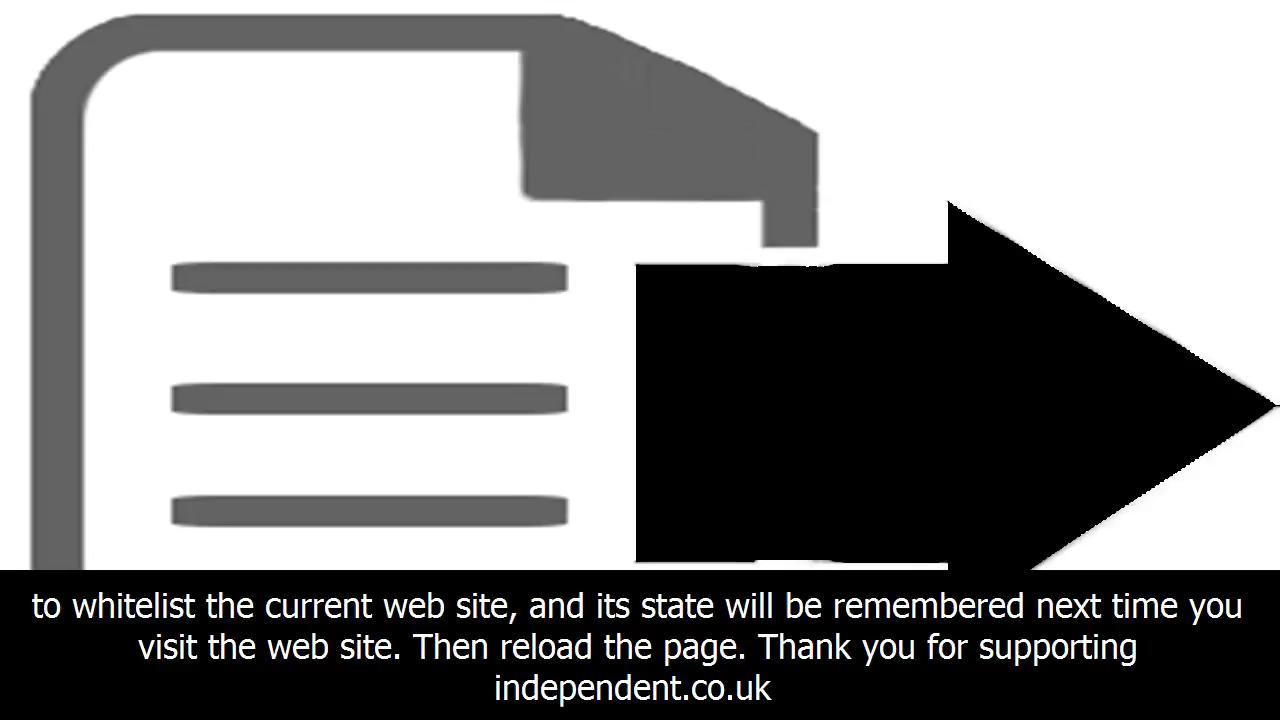 to whitelist the current web site, and its state will be remembered next time you
visit the web site. Then reload the page. Thank you for supporting
independent.co.uk